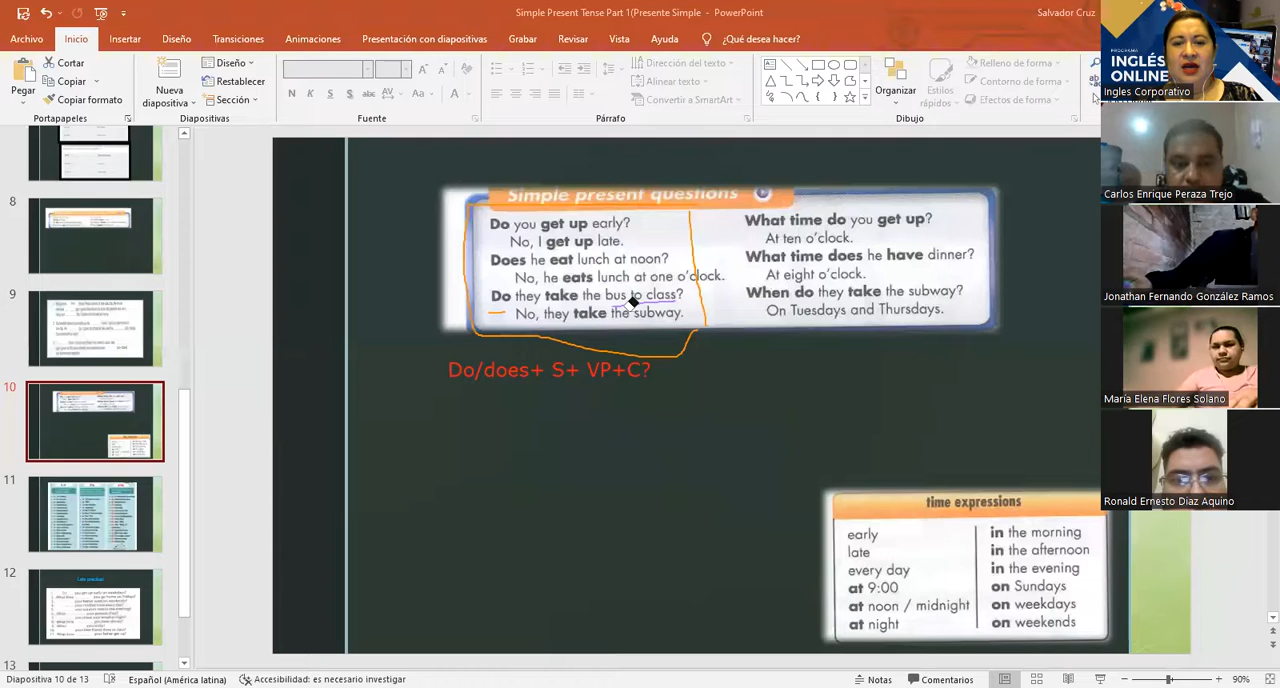 Simple Present Tense Part 1(Presente Simple - PowerPoint
Salvador Cruz
Archivo Inicio Insertar Diseño Transiciones Animaciones Presentación con diapositivas Grabar Revisar Vista Ayuda ¿Qué desea hacer?
Pegar
Cortar
Copiar
Copiar formato
Portapapeles
Nueva diapositiva
Diseño
Restablecer
Sección
Diapositivas
N K S S abc AV Aa A
Fuente
Dirección del texto
Alinear texto
Convertir a SmartArt
Párrafo
Organizar
Estilos rápidos
Relleno de forma
Contorno de forma
Efectos de forma
Dibujo
PROGRAMA
INGLÉS
ONLINE
Ingles Corporativo
Carlos Enrique Peraza Trejo
Jonathan Fernando González Ramos
María Elena Flores Solano
Ronald Ernesto Diaz Aquino
8
9
10
11
12
13
Simple present questions
Do you get up early?
No, I get up late.
Does he eat lunch at noon?
No, he eats lunch at one o'clock.
Do they take the bus to class?
No, they take the subway.
What time do you get up?
At ten o'clock.
What time does he have dinner?
At eight o'clock.
When do they take the subway?
On Tuesdays and Thursdays.
Do/does+ S+ VP+C?
time expressions
early
late
every day
at 9:00
at noon / midnight
at night
in the morning
in the afternoon
in the evening
on Sundays
on weekdays
on weekends
Diapositiva 10 de 13 Español (América latina) Accesibilidad: es necesario investigar Notas Comentarios 90%